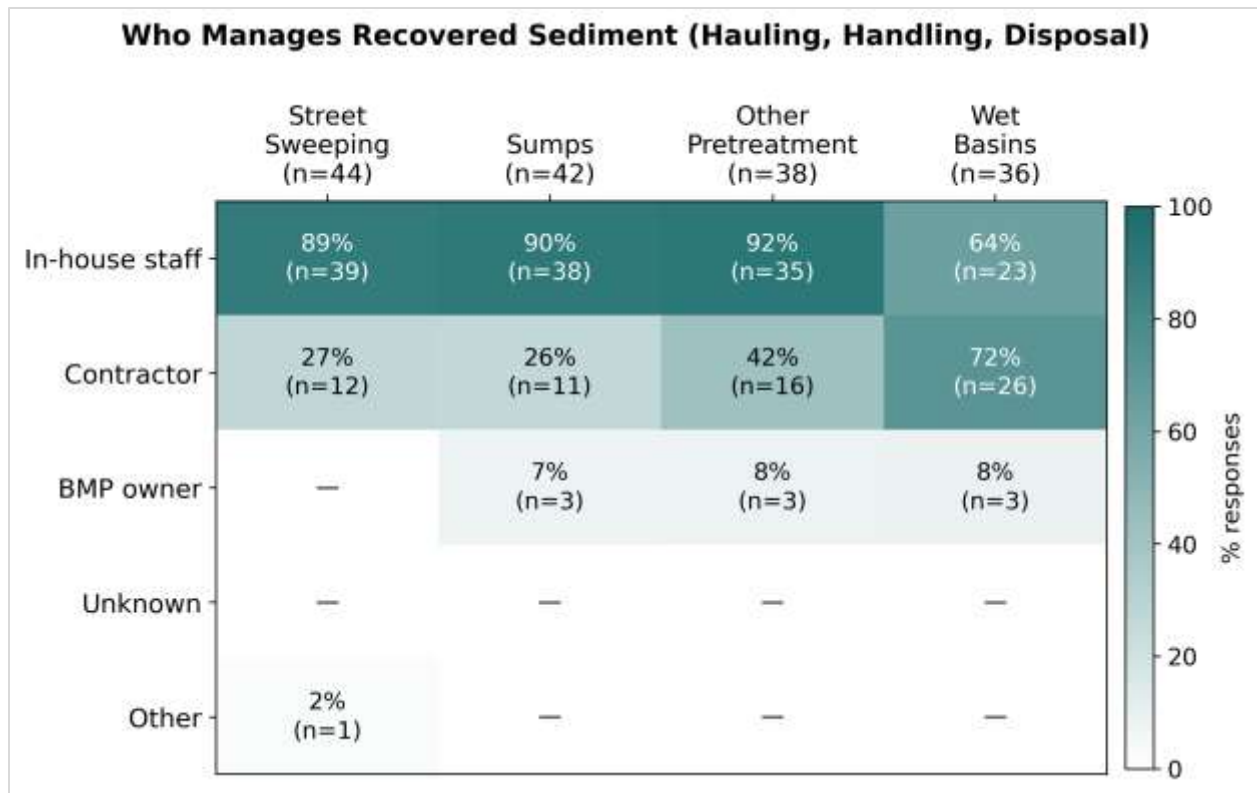 Who Manages Recovered Sediment (Hauling, Handling, Disposal)
Street
Sweeping
(n=44)
Sumps
(n=42)
Other
Pretreatment
(n=38)
Wet
Basins
(n=36)
In-house staff
89%
(n=39)
90%
(n=38)
92%
(n=35)
64%
(n=23)
Contractor
27%
(n=12)
26%
(n=11)
42%
(n=16)
72%
(n=26)
BMP owner
—
7%
(n=3)
8%
(n=3)
8%
(n=3)
Unknown
—
—
—
—
Other
2%
(n=1)
—
—
—
100
80
60
40
20
0
% responses